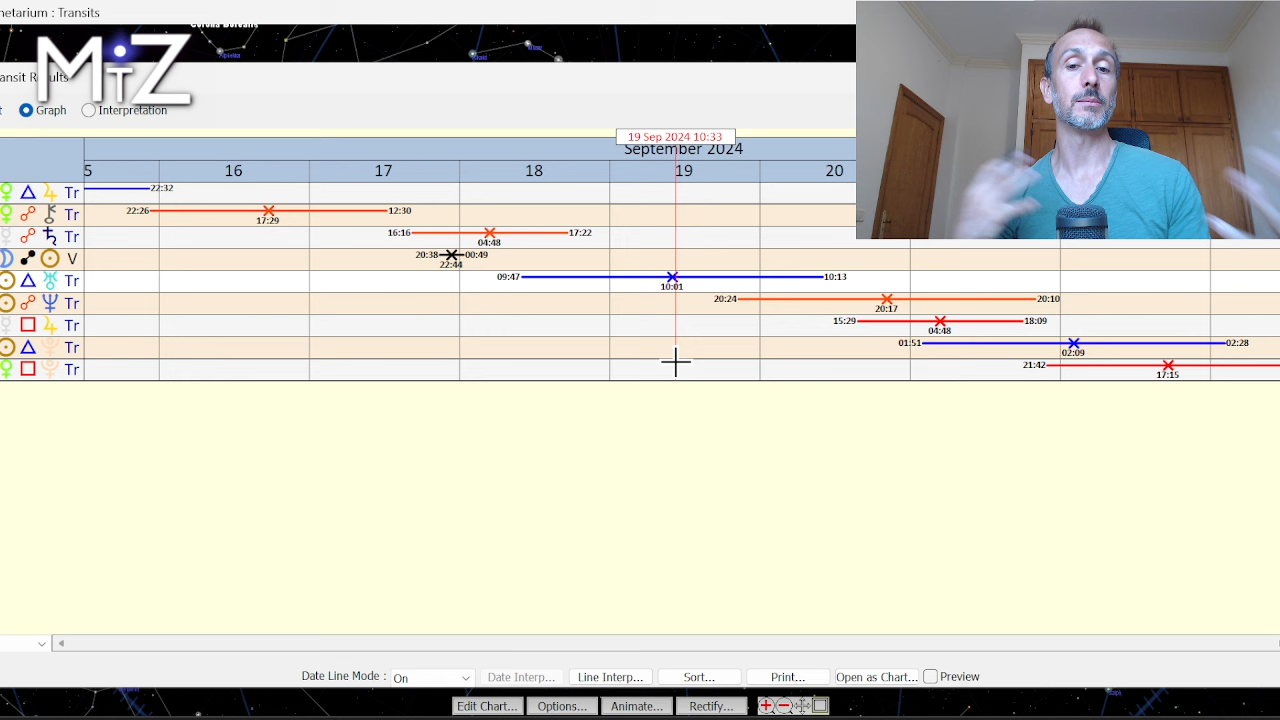 netarium : Transits
Corona Borealis
MTZ
ansit Results
t Graph Interpretation
19 Sep 2024 10:33
September 2024
5 16 17 18 19 20
Tr 22:32
Tr 22:26 17:29 12:30
Tr 16:16 04:48 17:22
V 20:38 22:44 00:49
Tr 09:47 10:01 10:13
Tr 20:24 20:17 20:10
Tr 15:29 04:48 18:09
Tr 01:51 02:09 02:28
Tr 21:42 17:15
Date Line Mode : On Date Interp... Line Interp... Sort... Print... Open as Chart... Preview
Edit Chart... Options... Animate... Rectify...